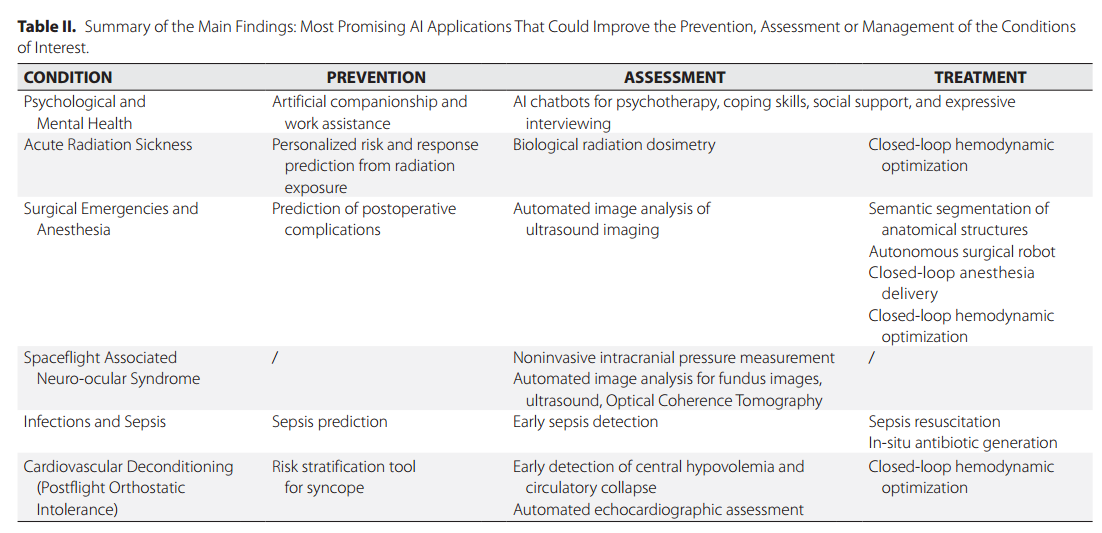 Table II. Summary of the Main Findings: Most Promising AI Applications That Could Improve the Prevention, Assessment or Management of the Conditions
of Interest.
CONDITION PREVENTION ASSESSMENT TREATMENT
Psychological and Artificial companionship and AI chatbots for psychotherapy, coping skills, social support, and expressive
Mental Health work assistance interviewing
Acute Radiation Sickness Personalized risk and response Biological radiation dosimetry Closed-loop hemodynamic
prediction from radiation optimization
exposure
Surgical Emergencies and Prediction of postoperative Automated image analysis of Semantic segmentation of
Anesthesia complications ultrasound imaging anatomical structures
Autonomous surgical robot
Closed-loop anesthesia
delivery
Closed-loop hemodynamic
optimization
Spaceflight Associated / Noninvasive intracranial pressure measurement /
Neuro-ocular Syndrome Automated image analysis for fundus images,
ultrasound, Optical Coherence Tomography
Infections and Sepsis Sepsis prediction Early sepsis detection Sepsis resuscitation
In-situ antibiotic generation
Cardiovascular Deconditioning Risk stratification tool Early detection of central hypovolemia and Closed-loop hemodynamic
(Postflight Orthostatic for syncope circulatory collapse optimization
Intolerance) Automated echocardiographic assessment